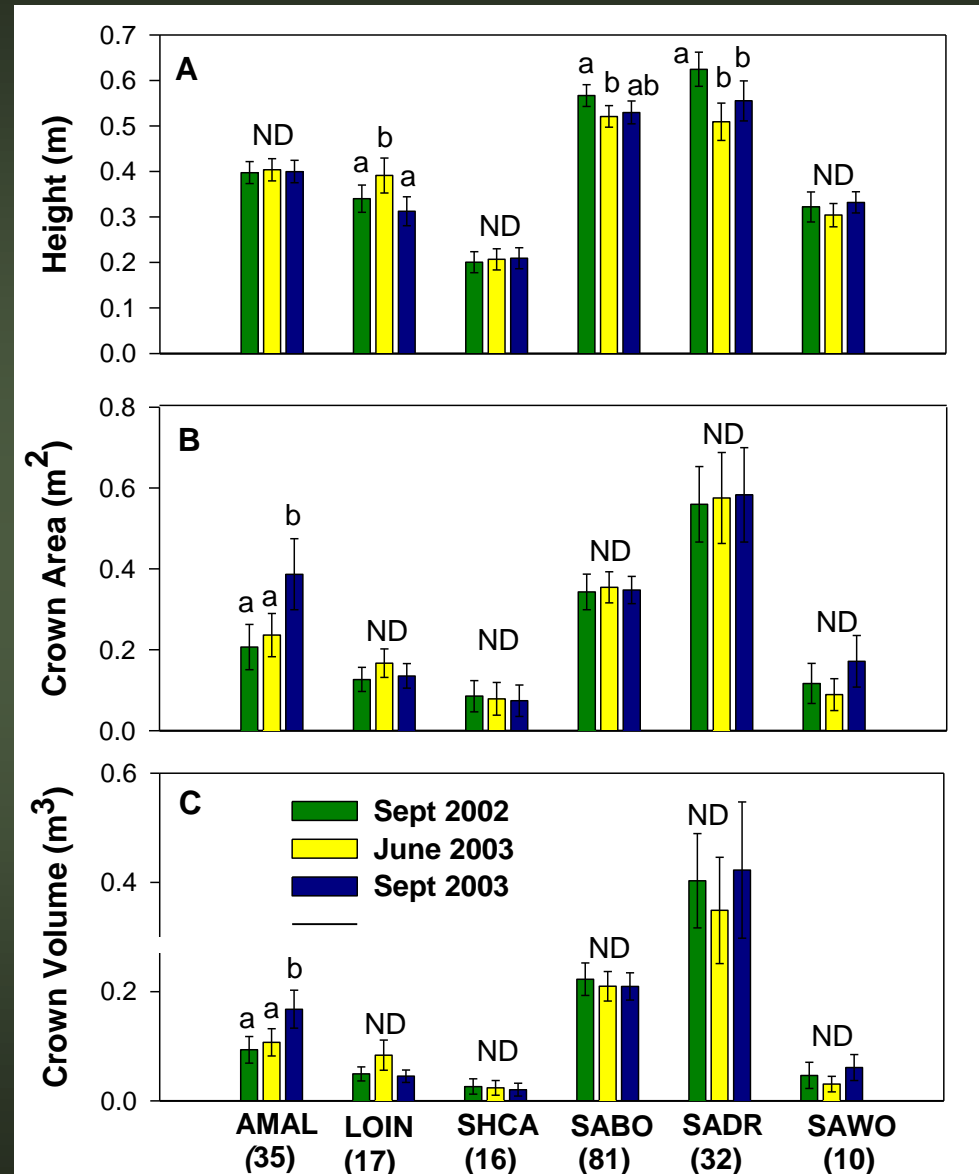 A
Height (m)
0.7
0.6
0.5
0.4
0.3
0.2
0.1
0.0
ND
a b a
ND
a b ab
a b b
ND
B
Crown Area (m²)
0.8
0.6
0.4
0.2
0.0
a a b
ND
ND
ND
ND
ND
C
Crown Volume (m³)
0.6
0.4
0.2
0.0
Sept 2002
June 2003
Sept 2003
a a b
ND
ND
ND
ND
ND
AMAL LOIN SHCA SABO SADR SAWO
(35) (17) (16) (81) (32) (10)